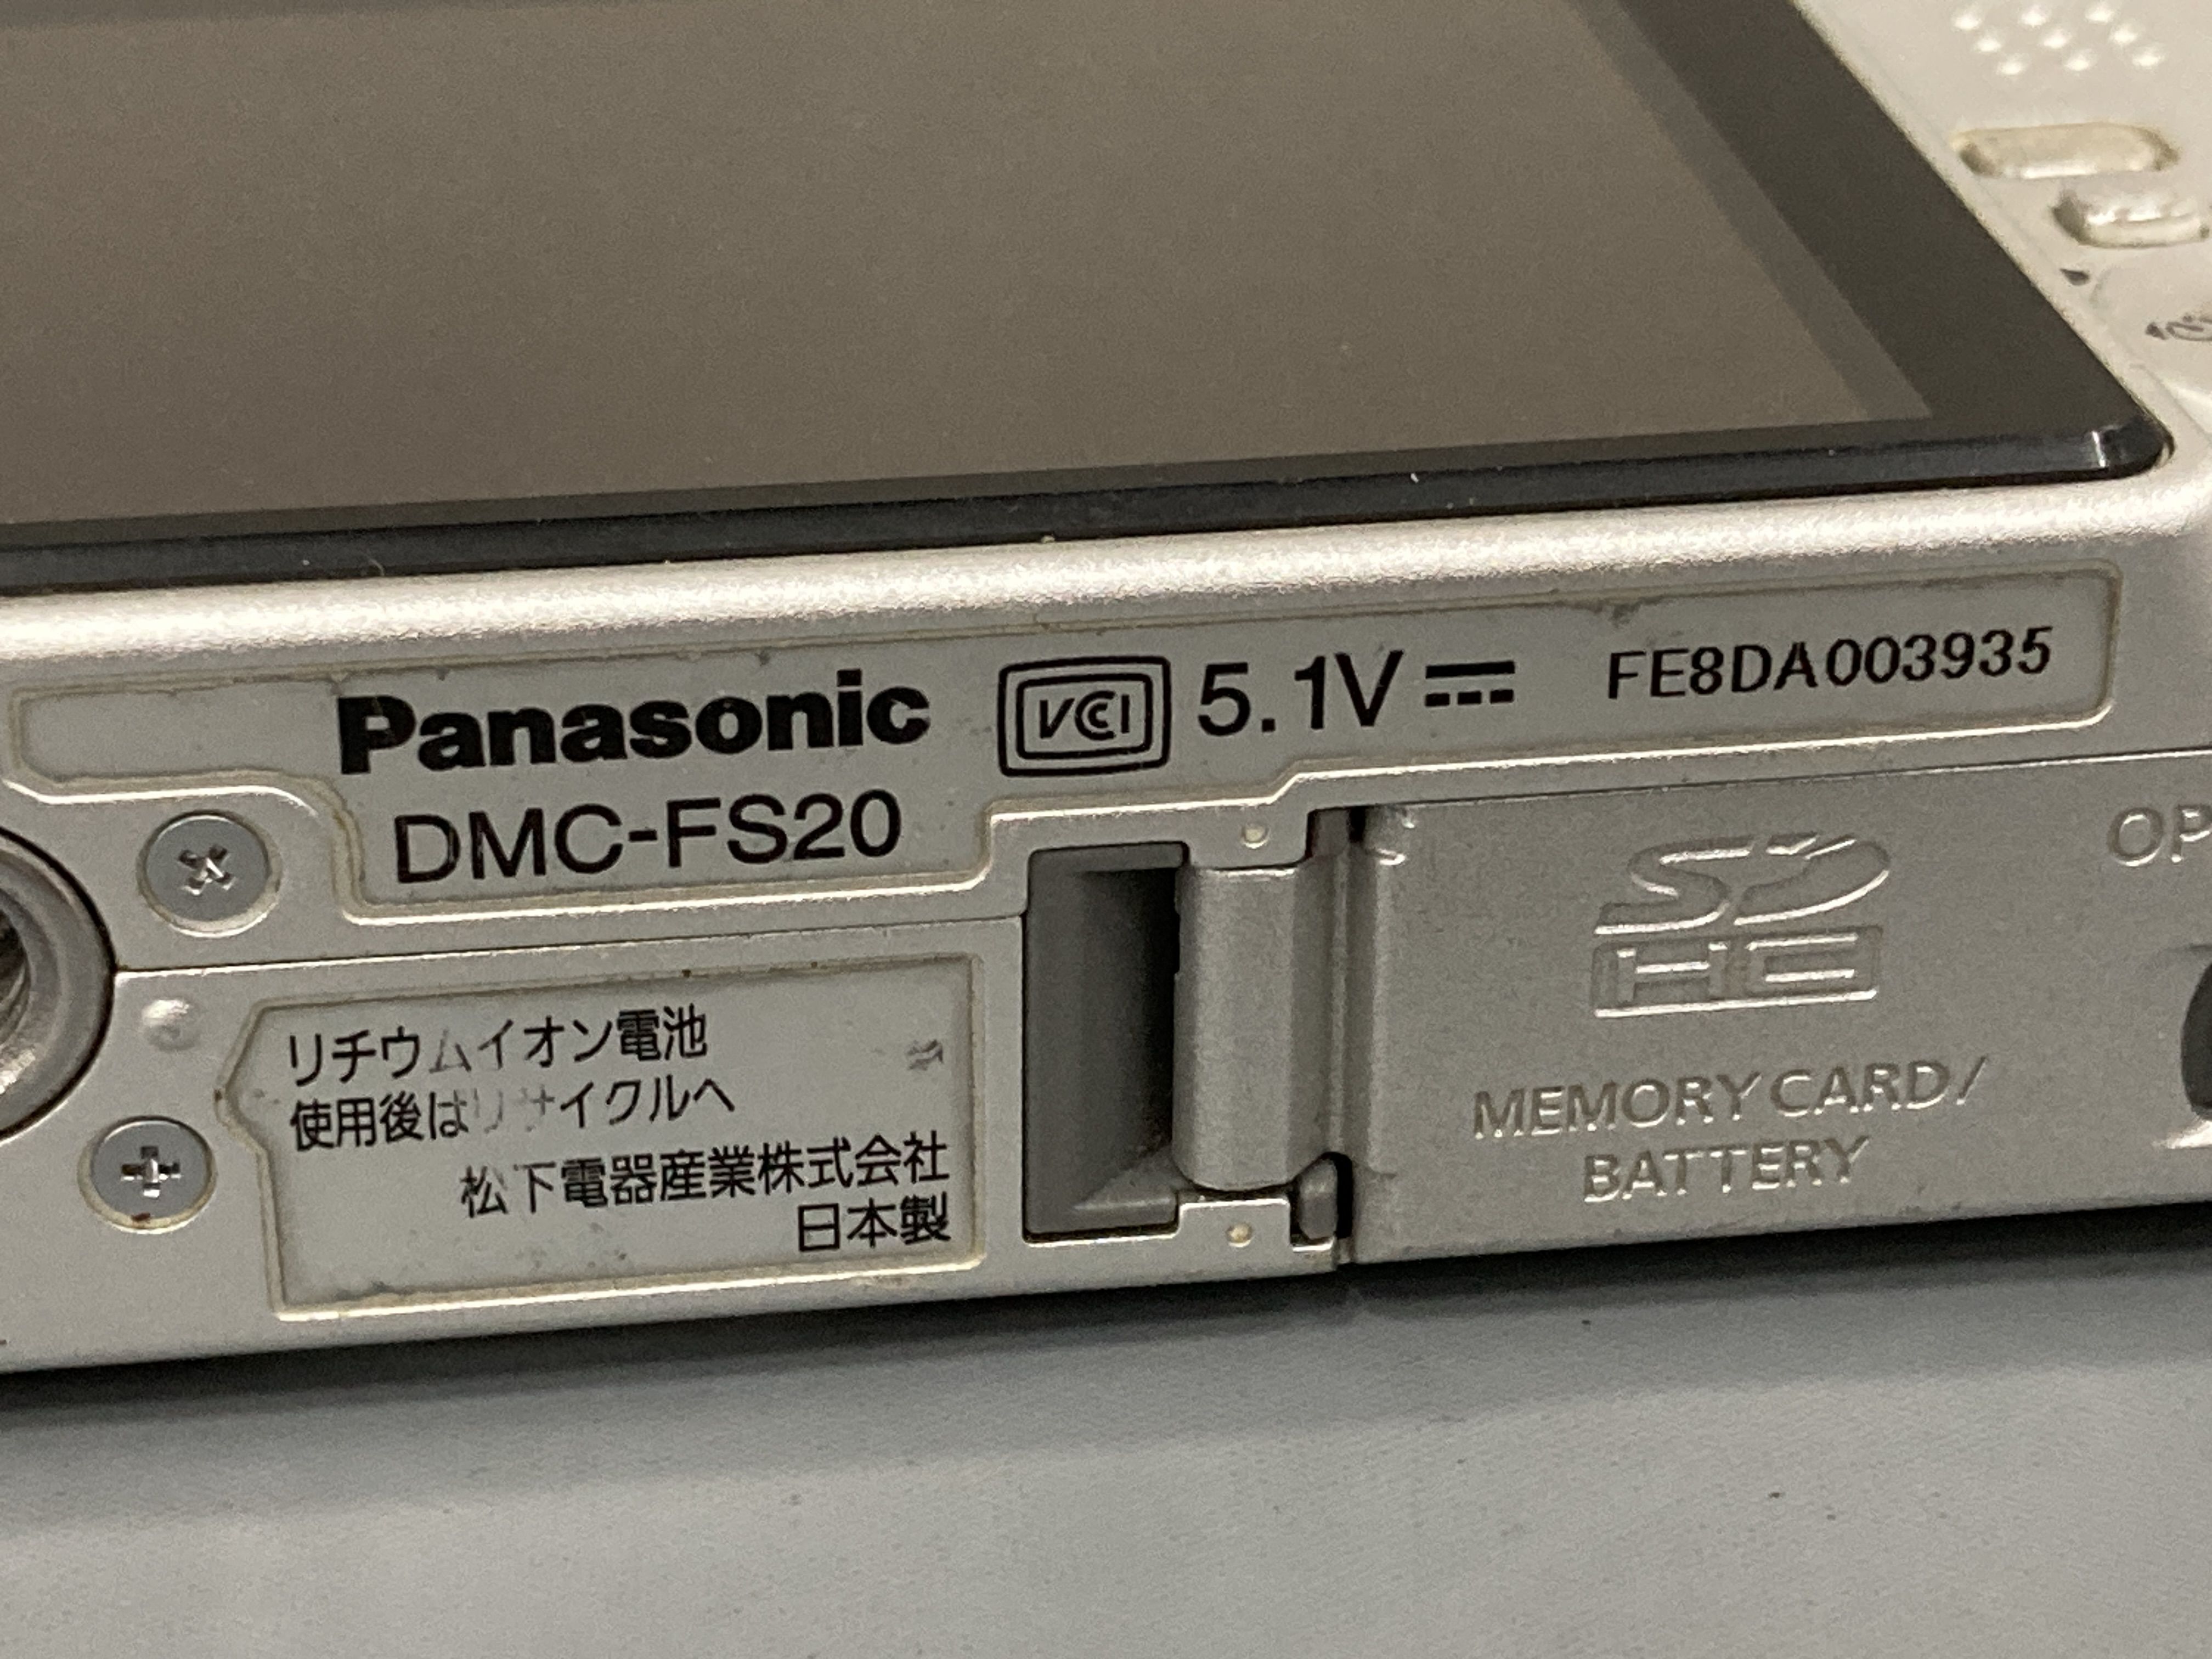 Panasonic VCCI 5.1V FE8DA003935
DMC-FS20
リチウムイオン電池
使用後はリサイクルへ
松下電器産業株式会社
日本製
SD
HC
MEMORY CARD/
BATTERY